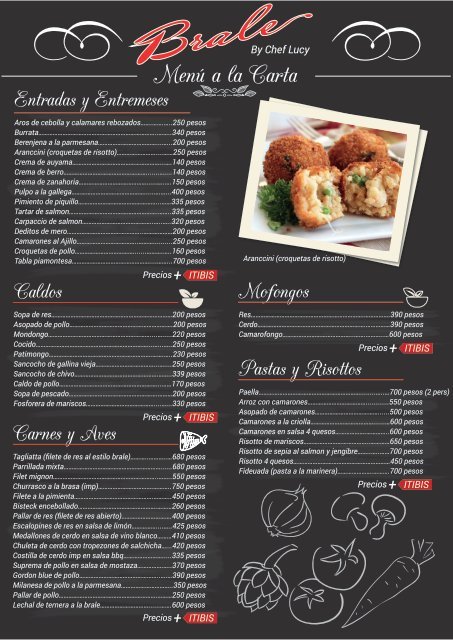 Brale
By Chef Lucy
Menú a la Carta
Entradas y Entremeses
Aros de cebolla y calamares rebozados................250 pesos
Burrata................340 pesos
Berenjena a la parmesana................200 pesos
Aranccini (croquetas de risotto)................250 pesos
Crema de auyama................140 pesos
Crema de berro................140 pesos
Crema de zanahoria................150 pesos
Pulpo a la gallega................400 pesos
Pimiento de piquillo................335 pesos
Tartar de salmon................335 pesos
Carpaccio de salmon................320 pesos
Deditos de mero................200 pesos
Camarones al Ajillo................250 pesos
Croquetas de pollo................160 pesos
Tabla piamontesa................700 pesos
Precios + ITIBIS
Aranccini (croquetas de risotto)
Caldos
Sopa de res................200 pesos
Asopado de pollo................200 pesos
Mondongo................220 pesos
Cocido................250 pesos
Patimongo................230 pesos
Sancocho de gallina vieja................250 pesos
Sancocho de chivo................339 pesos
Caldo de pollo................170 pesos
Sopa de pescado................200 pesos
Fosforera de mariscos................330 pesos
Precios + ITIBIS
Carnes y Aves
Tagliatta (filete de res al estilo brale)................680 pesos
Parrillada mixta................680 pesos
Filet mignon................550 pesos
Churrasco a la brasa (imp)................750 pesos
Filete a la pimienta................450 pesos
Bisteck encebollado................260 pesos
Pallar de res (filete de res abierto)................400 pesos
Escalopines de res en salsa de limón................425 pesos
Medallones de cerdo en salsa de vino blanco.......410 pesos
Chuleta de cerdo con tropezones de salchicha.....420 pesos
Costilla de cerdo imp en salsa bbq................335 pesos
Suprema de pollo en salsa de mostaza................370 pesos
Gordon blue de pollo................390 pesos
Milanesa de pollo a la parmesana................350 pesos
Pallar de pollo................250 pesos
Lechal de ternero a la brale................600 pesos
Precios + ITIBIS
Mofongos
Res................390 pesos
Cerdo................390 pesos
Camarofongo................600 pesos
Precios + ITIBIS
Pastas y Risottos
Paella................700 pesos (2 pers)
Arroz con camarones................550 pesos
Asopado de camarones................500 pesos
Camarones a la criolla................600 pesos
Camarones en salsa 4 quesos................600 pesos
Risotto de mariscos................650 pesos
Risotto de sepia al salmon y jengibre................700 pesos
Risotto 4 quesos................450 pesos
Fideuada (pasta a la marinera)................700 pesos
Precios + ITIBIS